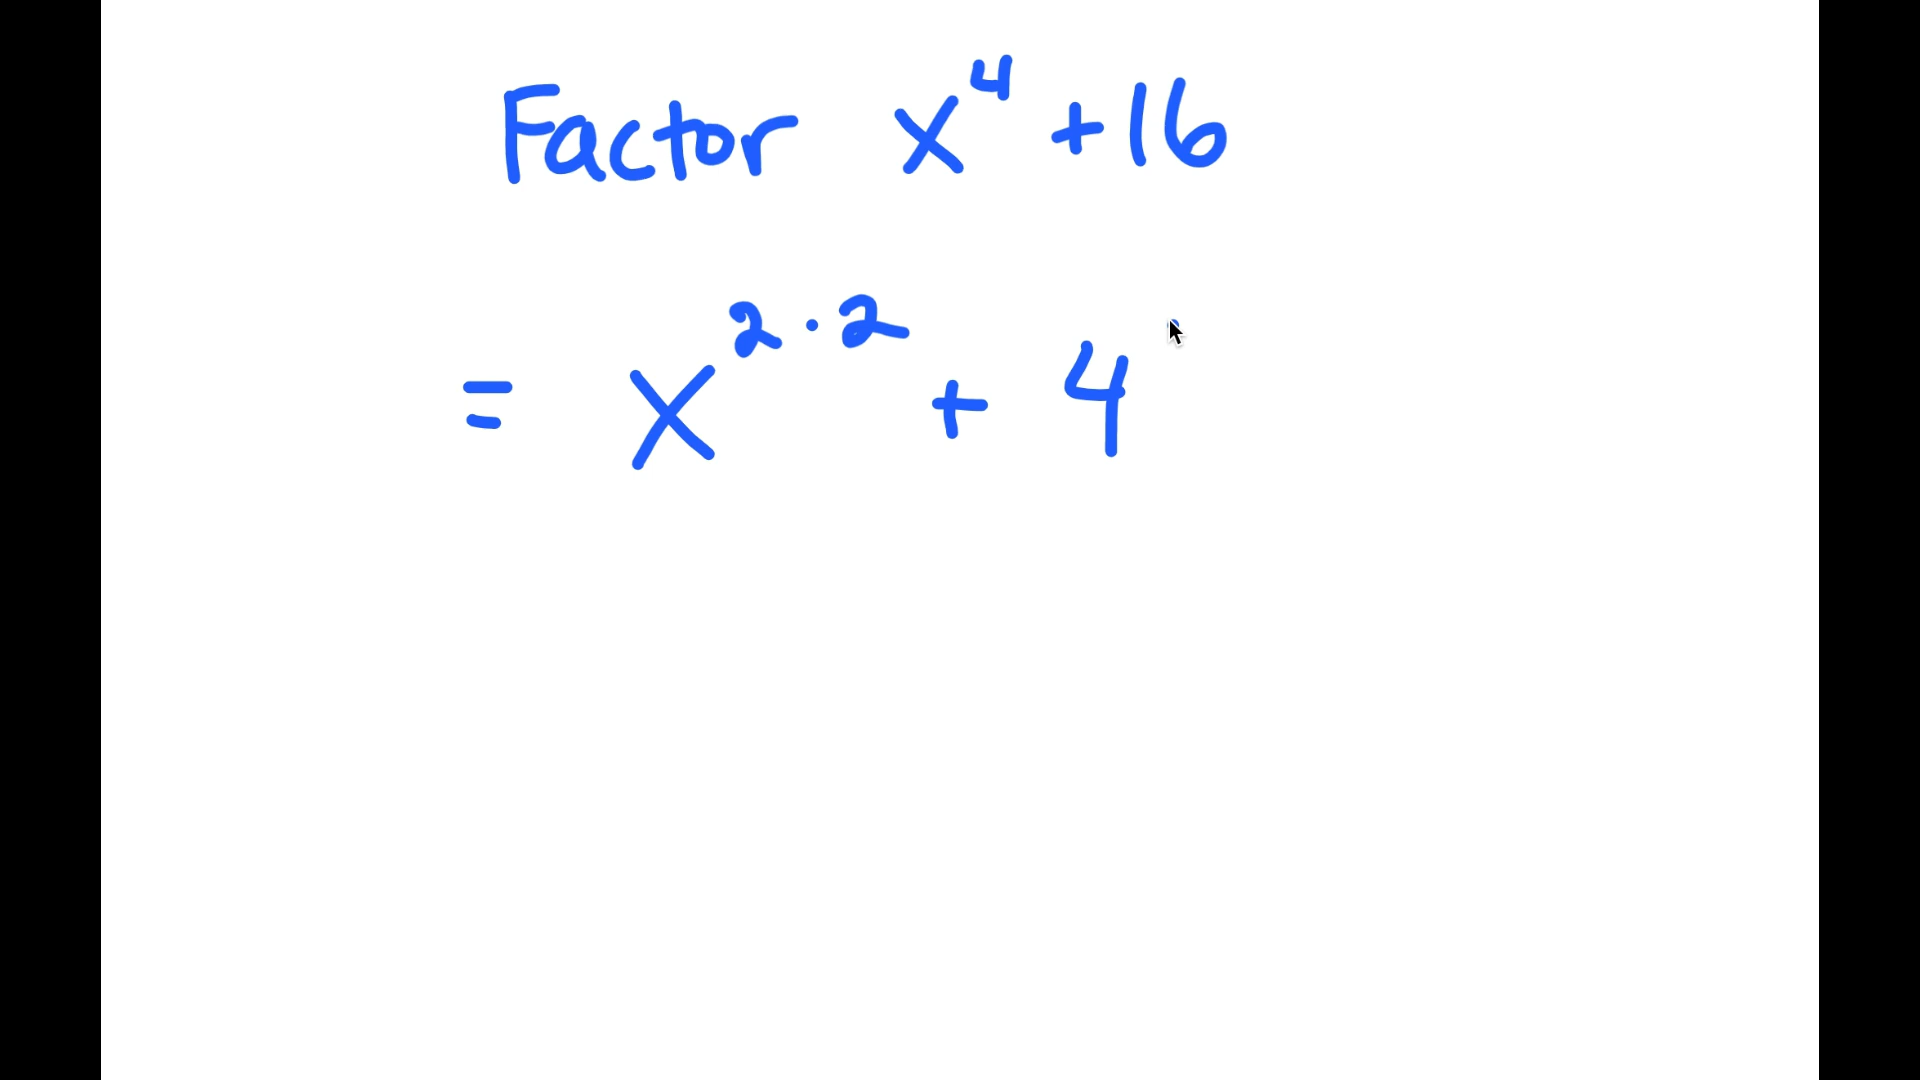 Factor x⁴ + 16
= x²·² + 4